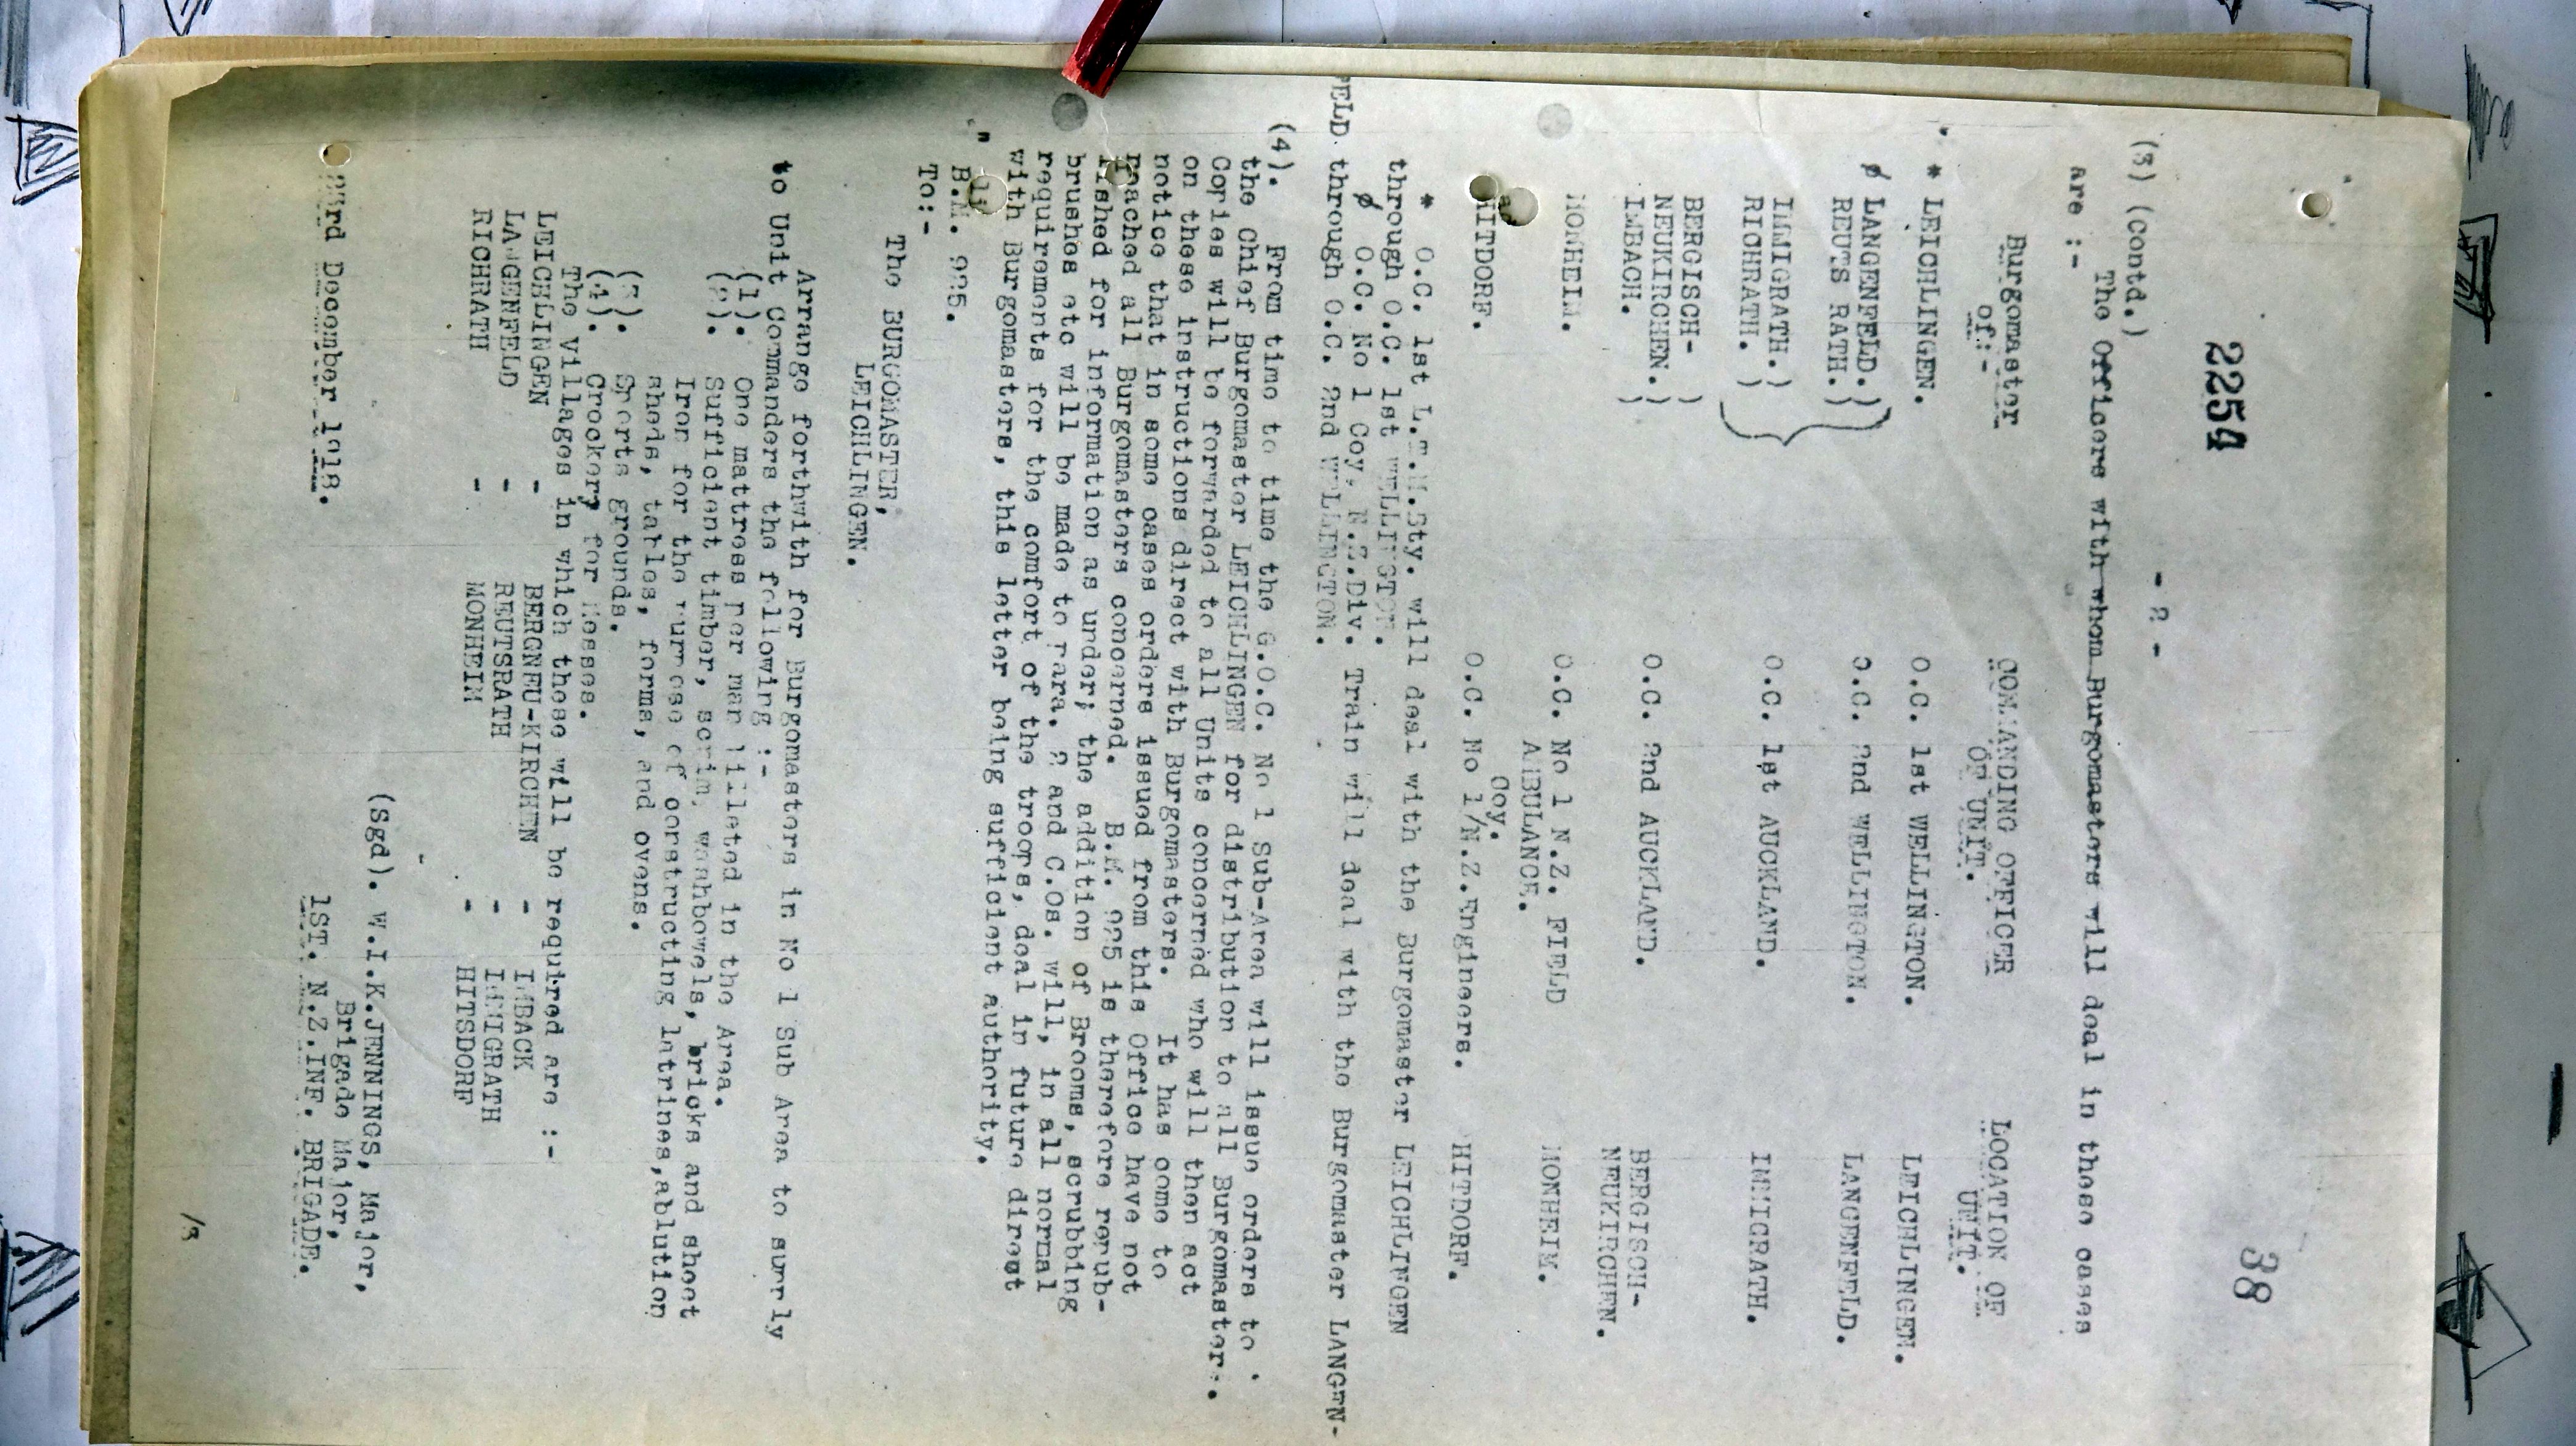 2254
38
- 2 -
(3) (contd.)
The Officers with whom Burgomasters will deal in these cases
are :-
Burgomaster of:- COMMANDING OFFICER OF UNIT. LOCATION OF UNIT.
* LEICHLINGEN. O.C. 1st WELLINGTON. LEICHLINGEN.
ø LANGENFELD.) O.C. 2nd WELLINGTON. LANGENFELD.
REUTS RATH.)
IMMIGRATH.) O.C. 1st AUCKLAND. IMMIGRATH.
RICHRATH. )
BERGISCH- ) O.C. 2nd AUCKLAND. BERGISCH-
NEUKIRCHEN.) NEUKIRCHEN.
IMBACH. )
MONHEIM. O.C. No 1 N.Z. FIELD MONHEIM.
AMBULANCE.
Coy.
HITDORF. O.C. No 1/N.Z.Engineers. HITDORF.
* O.C. 1st L.T.M.Bty. will deal with the Burgomaster LEICHLINGEN
through O.C. 1st WELLINGTON.
ø O.C. No 1 Coy, N.Z.Div. Train will deal with the Burgomaster LANGEN-
FELD through O.C. 2nd WELLINGTON.
(4). From time to time the G.O.C. No 1 Sub-Area will issue orders to
the Chief Burgomaster LEICHLINGEN for distribution to all Burgomasters.
Copies will be forwarded to all Units concerned who will then act
on these instructions direct with Burgomasters. It has come to
notice that in some cases orders issued from this Office have not
reached all Burgomasters concerned. B.M. 925 is therefore repub-
lished for information as under; the addition of Brooms, scrubbing
brushes etc will be made to para. 2 and C.Os. will, in all normal
requirements for the comfort of the troops, deal in future direct
with Burgomasters, this letter being sufficient authority.
"
B.M. 925.
To:-
The BURGOMASTER,
LEICHLINGEN.
Arrange forthwith for Burgomasters in No 1 Sub Area to supply
to Unit Commanders the following :-
(1). One mattress per man billeted in the Area.
(2). Sufficient timber, scrim, washbowels, bricks and sheet
Iron for the purpose of constructing latrines,ablution
sheds, tables, forms, and ovens.
(3). Sports grounds.
(4). Crockery for Messes.
The villages in which these will be required are :-
LEICHLINGEN - BERGNEU-KIRCHEN - IMBACK
LANGENFELD - REUTSRATH - IMMIGRATH
RICHRATH - MONHEIM - HITSDORF
(Sgd). W.I.K.JENNINGS, Major,
Brigade Major,
23rd December 1918. 1ST. N.Z.INF. BRIGADE.
/3